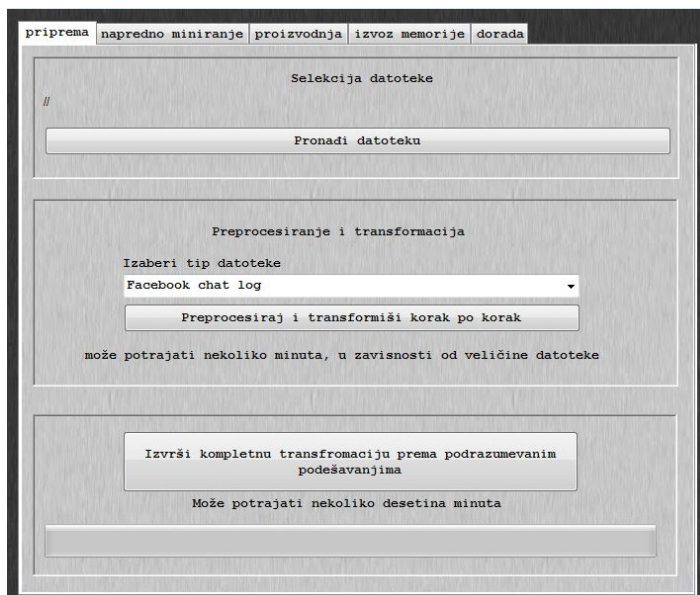 priprema napredno miniranje proizvodnja izvoz memorije dorada
Selekcija datoteke
//
Pronađi datoteku
Preprocesiranje i transformacija
Izaberi tip datoteke
Facebook chat log
Preprocesiraj i transformiši korak po korak
može potrajati nekoliko minuta, u zavisnosti od veličine datoteke
Izvrši kompletnu transfromaciju prema podrazumevanim
podešavanjima
Može potrajati nekoliko desetina minuta